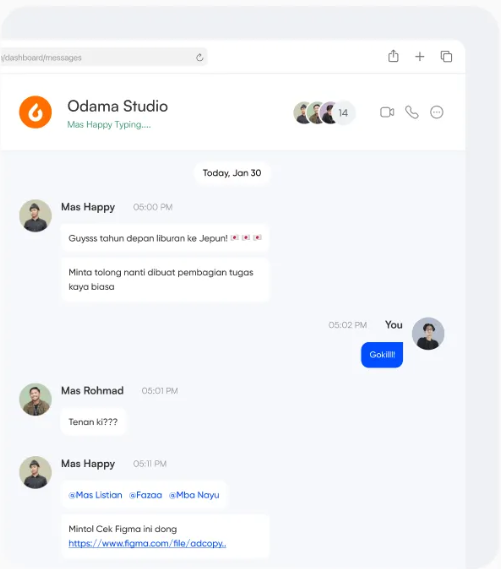 /dashboard/messages
Odama Studio
14
Mas Happy Typing....
Today, Jan 30
Mas Happy 05:00 PM
Guysss tahun depan liburan ke Jepun! 🇯🇵 🇯🇵 🇯🇵
Minta tolong nanti dibuat pembagian tugas
kaya biasa
05:02 PM You
Gokillll!
Mas Rohmad 05:01 PM
Tenan ki???
Mas Happy 05:11 PM
@Mas Listian @Fazaa @Mba Nayu
Mintol Cek Figma ini dong
https://www.figma.com/file/adcopy..